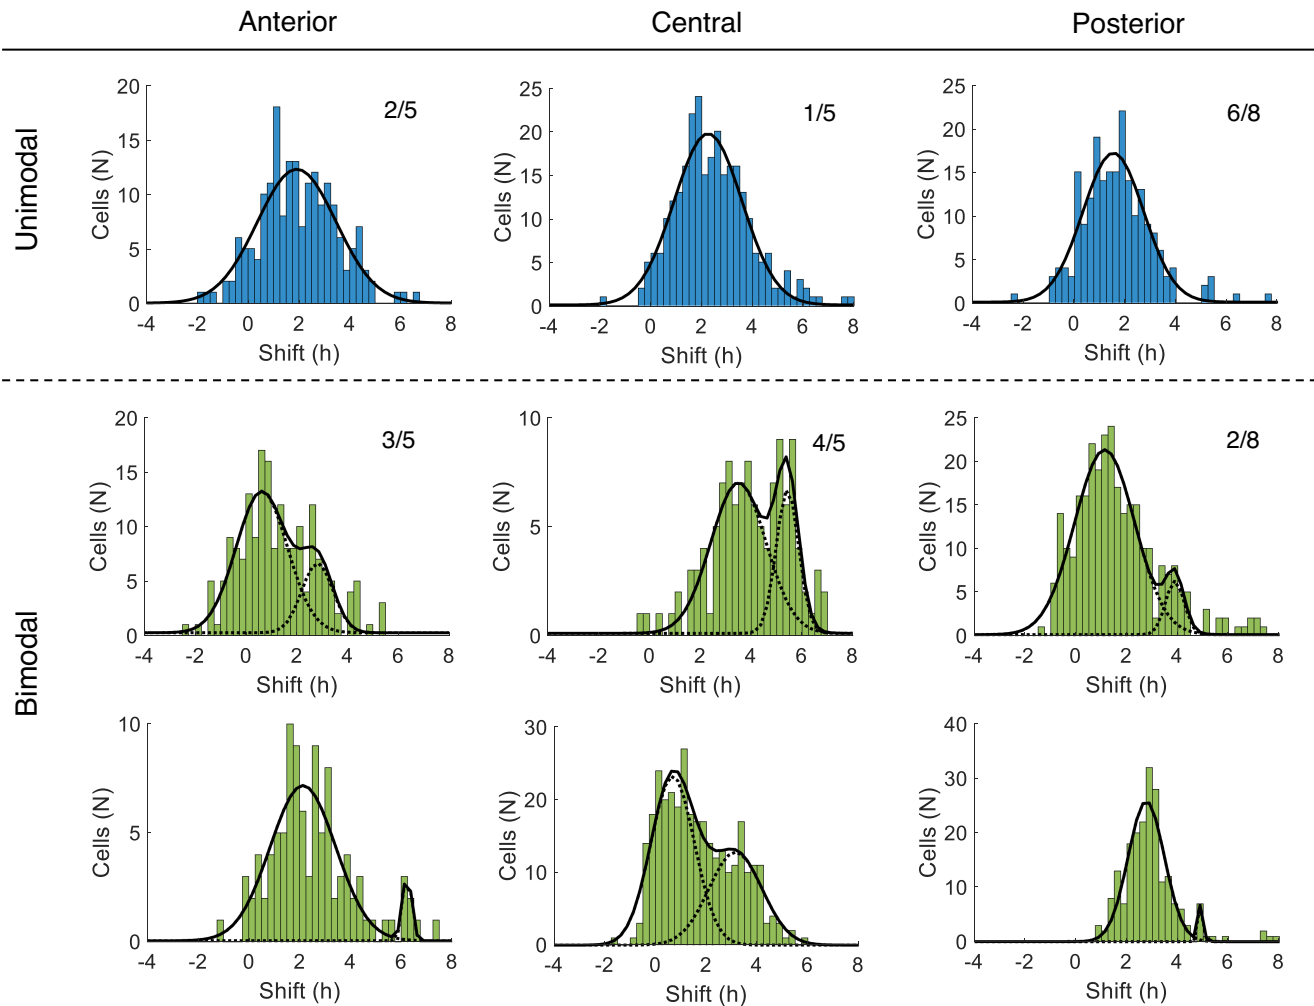 Anterior Central Posterior
Unimodal
20 15 10 5 0
Cells (N)
2/5
-4 -2 0 2 4 6 8
Shift (h)
25 20 15 10 5 0
Cells (N)
1/5
-4 -2 0 2 4 6 8
Shift (h)
25 20 15 10 5 0
Cells (N)
6/8
-4 -2 0 2 4 6 8
Shift (h)
Bimodal
20 15 10 5 0
Cells (N)
3/5
-4 -2 0 2 4 6 8
Shift (h)
10 5 0
Cells (N)
4/5
-4 -2 0 2 4 6 8
Shift (h)
25 20 15 10 5 0
Cells (N)
2/8
-4 -2 0 2 4 6 8
Shift (h)
10 5 0
Cells (N)
-4 -2 0 2 4 6 8
Shift (h)
30 20 10 0
Cells (N)
-4 -2 0 2 4 6 8
Shift (h)
40 30 20 10 0
Cells (N)
-4 -2 0 2 4 6 8
Shift (h)